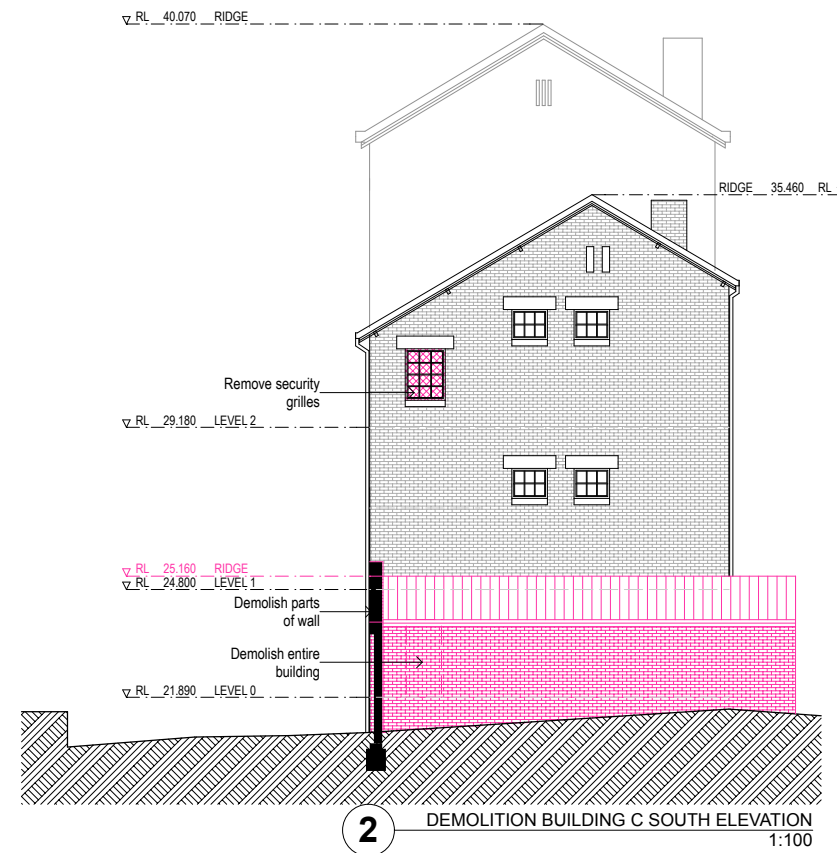 RL 40.070 RIDGE
RIDGE 35.460 RL
Remove security
grilles
RL 29.180 LEVEL 2
RL 25.160 RIDGE
RL 24.800 LEVEL 1
Demolish parts
of wall
Demolish entire
building
RL 21.890 LEVEL 0
2
DEMOLITION BUILDING C SOUTH ELEVATION
1:100